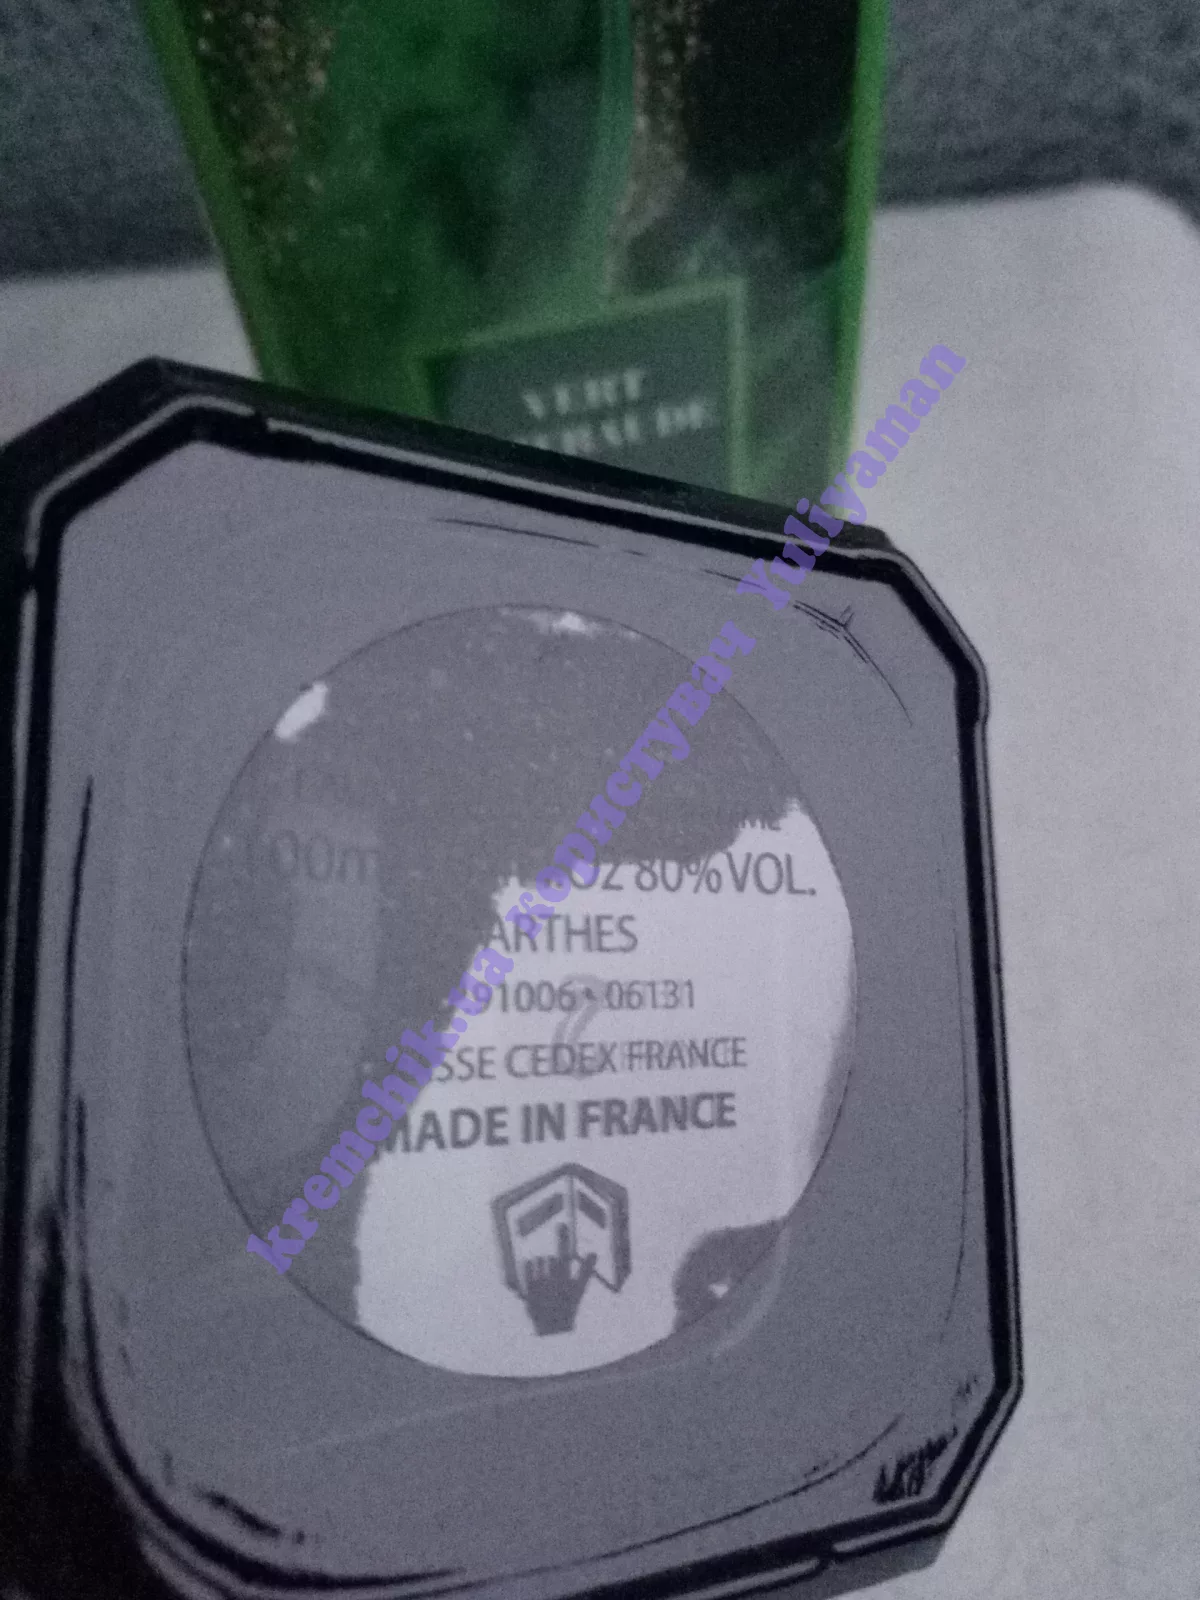 VERT
100m
OZ 80% VOL.
ARTHES
91006 - 06131
SSE CEDEX FRANCE
MADE IN FRANCE
kremchik.ua користувач Yuliyaman